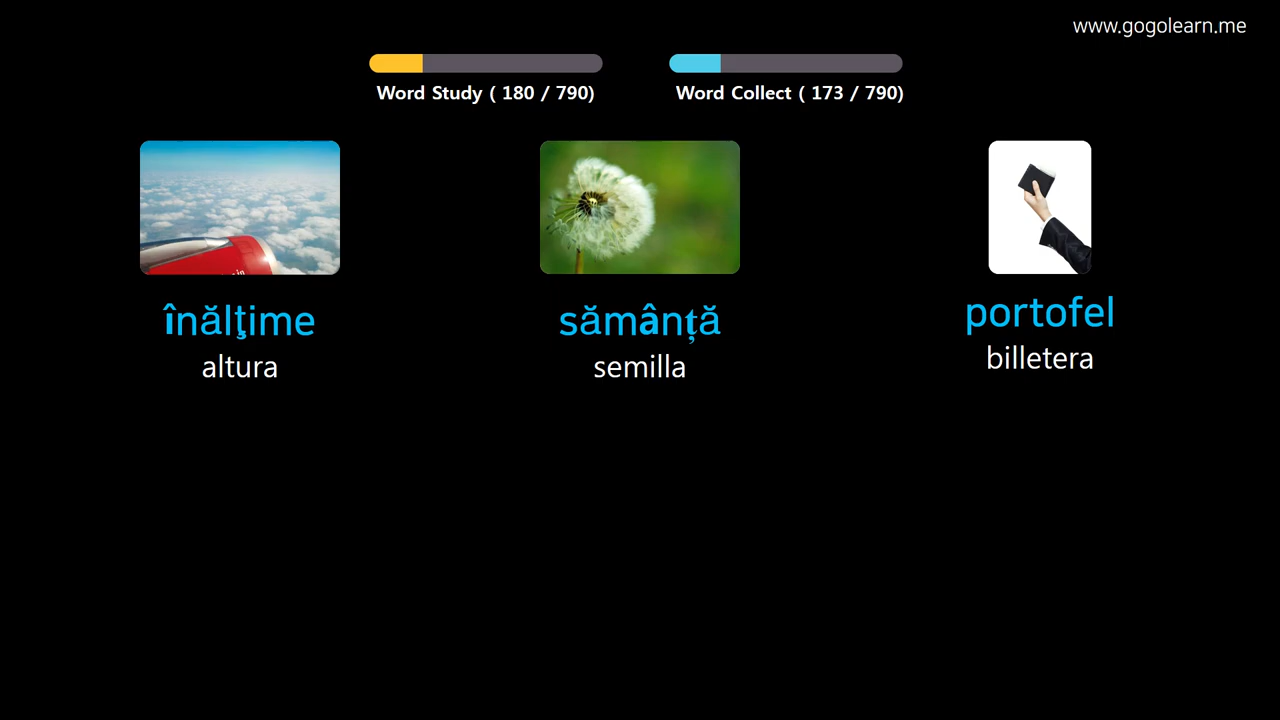 www.gogolearn.me
Word Study ( 180 / 790)
Word Collect ( 173 / 790)
înălţime
altura
sămânță
semilla
portofel
billetera